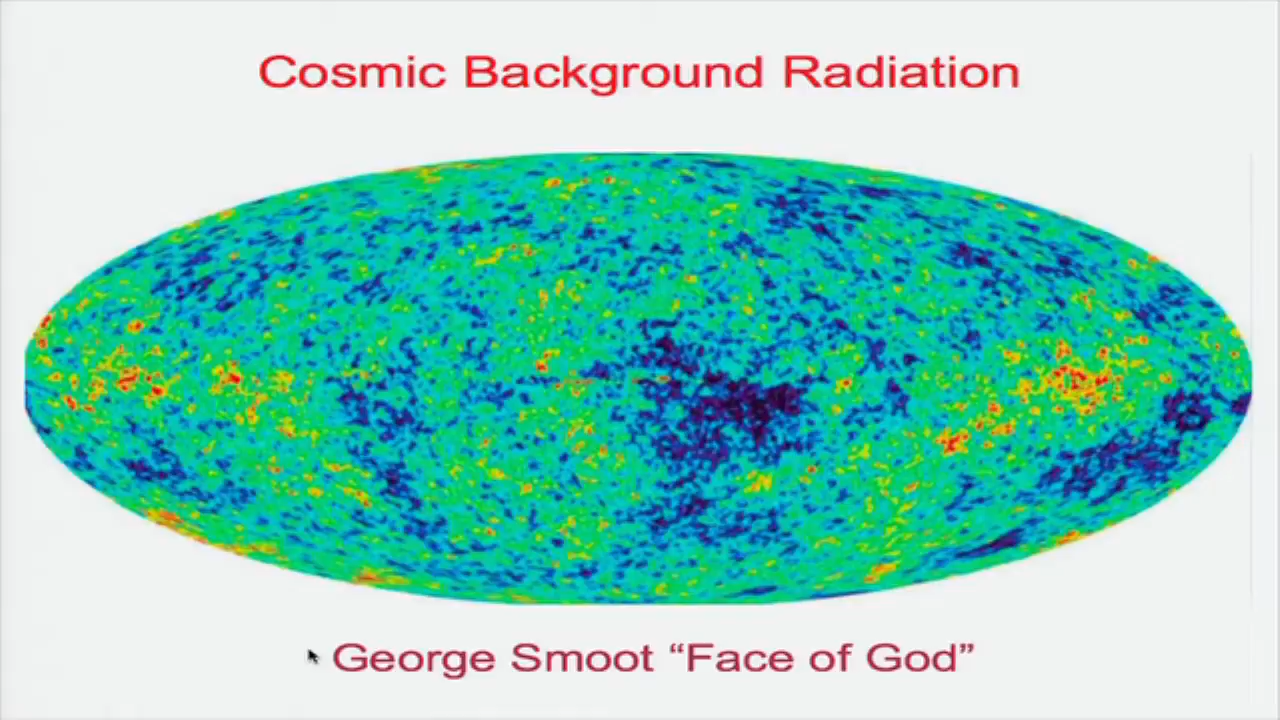 Cosmic Background Radiation
George Smoot “Face of God”